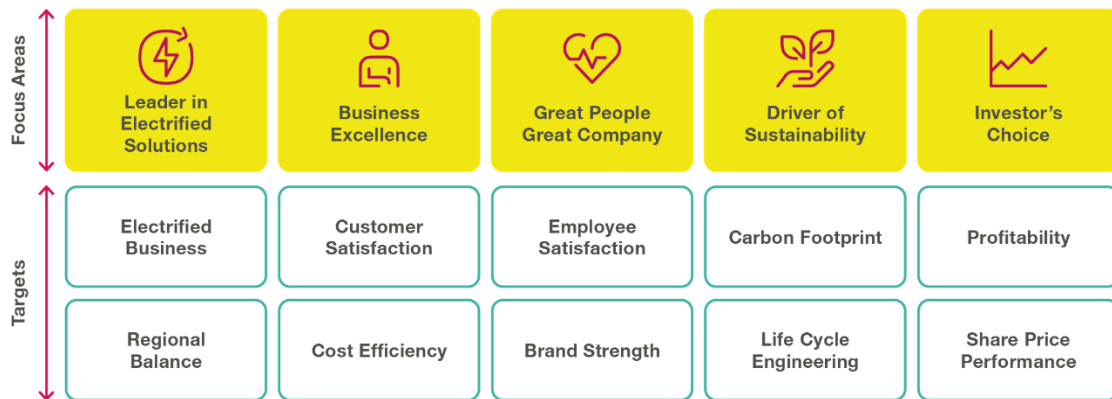 Focus Areas
Leader in
Electrified
Solutions
Business
Excellence
Great People
Great Company
Driver of
Sustainability
Investor's
Choice
Targets
Electrified
Business
Customer
Satisfaction
Employee
Satisfaction
Carbon Footprint
Profitability
Regional
Balance
Cost Efficiency
Brand Strength
Life Cycle
Engineering
Share Price
Performance